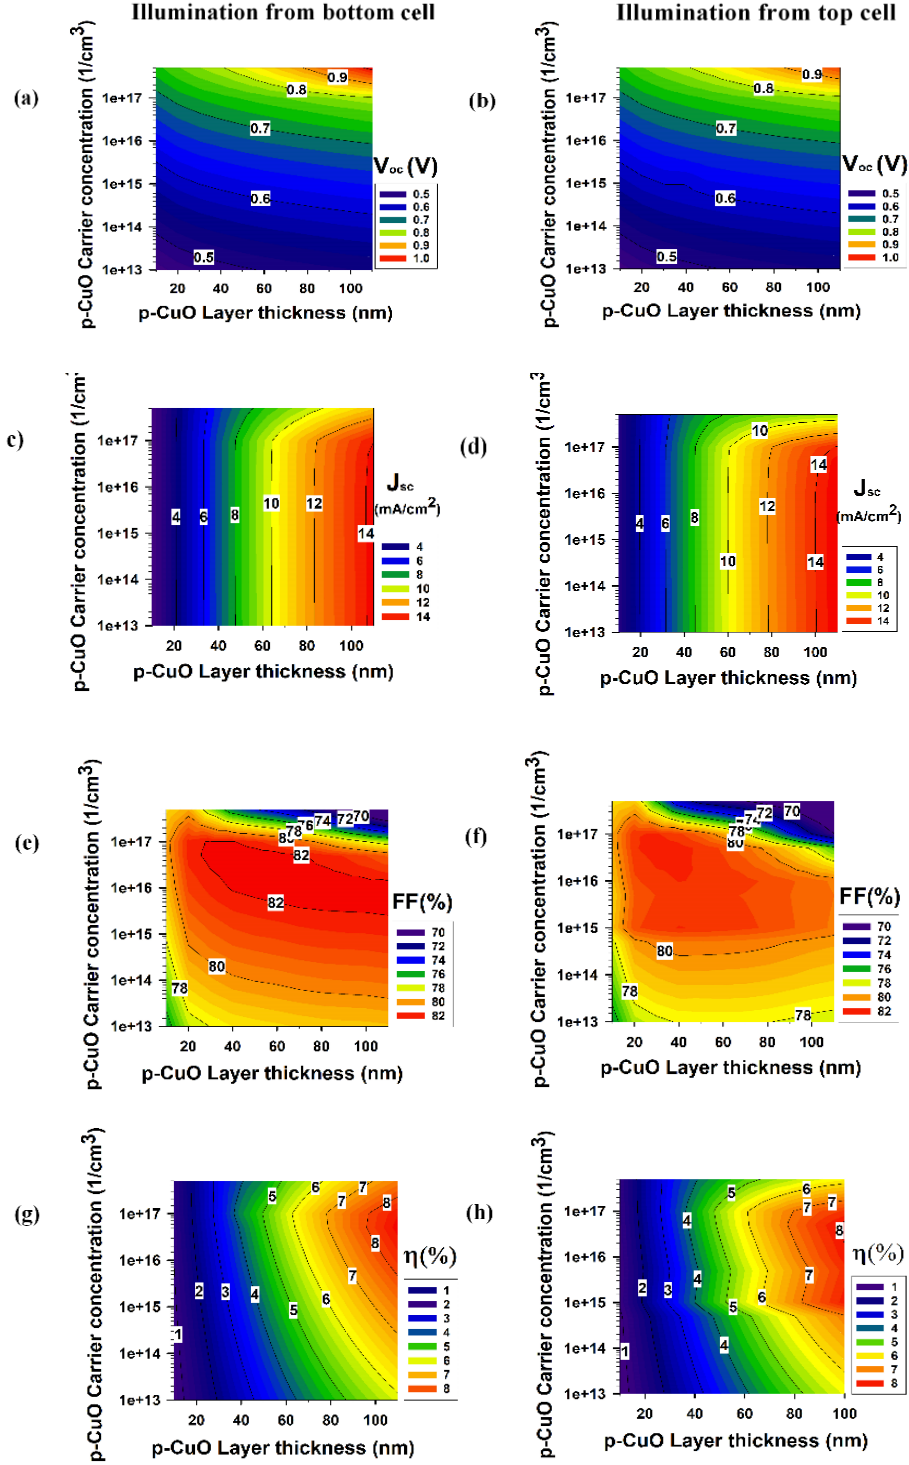 Illumination from bottom cell
Illumination from top cell
(a)
p-CuO Carrier concentration (1/cm3)
1e+17
1e+16
1e+15
1e+14
1e+13
0.9
0.8
0.7
0.6
0.5
20 40 60 80 100
p-CuO Layer thickness (nm)
Voc (V)
0.5
0.6
0.7
0.8
0.9
1.0
(b)
p-CuO Carrier concentration (1/cm3)
1e+17
1e+16
1e+15
1e+14
1e+13
0.9
0.8
0.7
0.6
0.5
20 40 60 80 100
p-CuO Layer thickness (nm)
Voc (V)
0.5
0.6
0.7
0.8
0.9
1.0
c)
p-CuO Carrier concentration (1/cm
1e+17
1e+16
1e+15
1e+14
1e+13
4 6 8 10 12 14
20 40 60 80 100
p-CuO Layer thickness (nm)
Jsc
(mA/cm2)
4
6
8
10
12
14
(d)
p-CuO Carrier concentration (1/cm3
1e+17
1e+16
1e+15
1e+14
1e+13
10
14
4 6 8 12
10 14
20 40 60 80 100
p-CuO Layer thickness (nm)
Jsc
(mA/cm2)
4
6
8
10
12
14
(e)
p-CuO Carrier concentration (1/cm3)
1e+17
1e+16
1e+15
1e+14
1e+13
80 78 76 74 72 70
82
82
80
78
20 40 60 80 100
p-CuO Layer thickness (nm)
FF(%)
70
72
74
76
78
80
82
(f)
p-CuO Carrier concentration (1/cm3)
1e+17
1e+16
1e+15
1e+14
1e+13
80 78 74 72 70
80
78
78
20 40 60 80 100
p-CuO Layer thickness (nm)
FF(%)
70
72
74
76
78
80
82
(g)
p-CuO Carrier concentration (1/cm3)
1e+17
1e+16
1e+15
1e+14
1e+13
5 6 7
7 8
8
1 2 3 4 5 6 7
20 40 60 80 100
p-CuO Layer thickness (nm)
η(%)
1
2
3
4
5
6
7
8
(h)
p-CuO Carrier concentration (1/cm3)
1e+17
1e+16
1e+15
1e+14
1e+13
5 6
7 7
4 8
2 3 4 5 6 7
1 4
20 40 60 80 100
p-CuO Layer thickness (nm)
η(%)
1
2
3
4
5
6
7
8